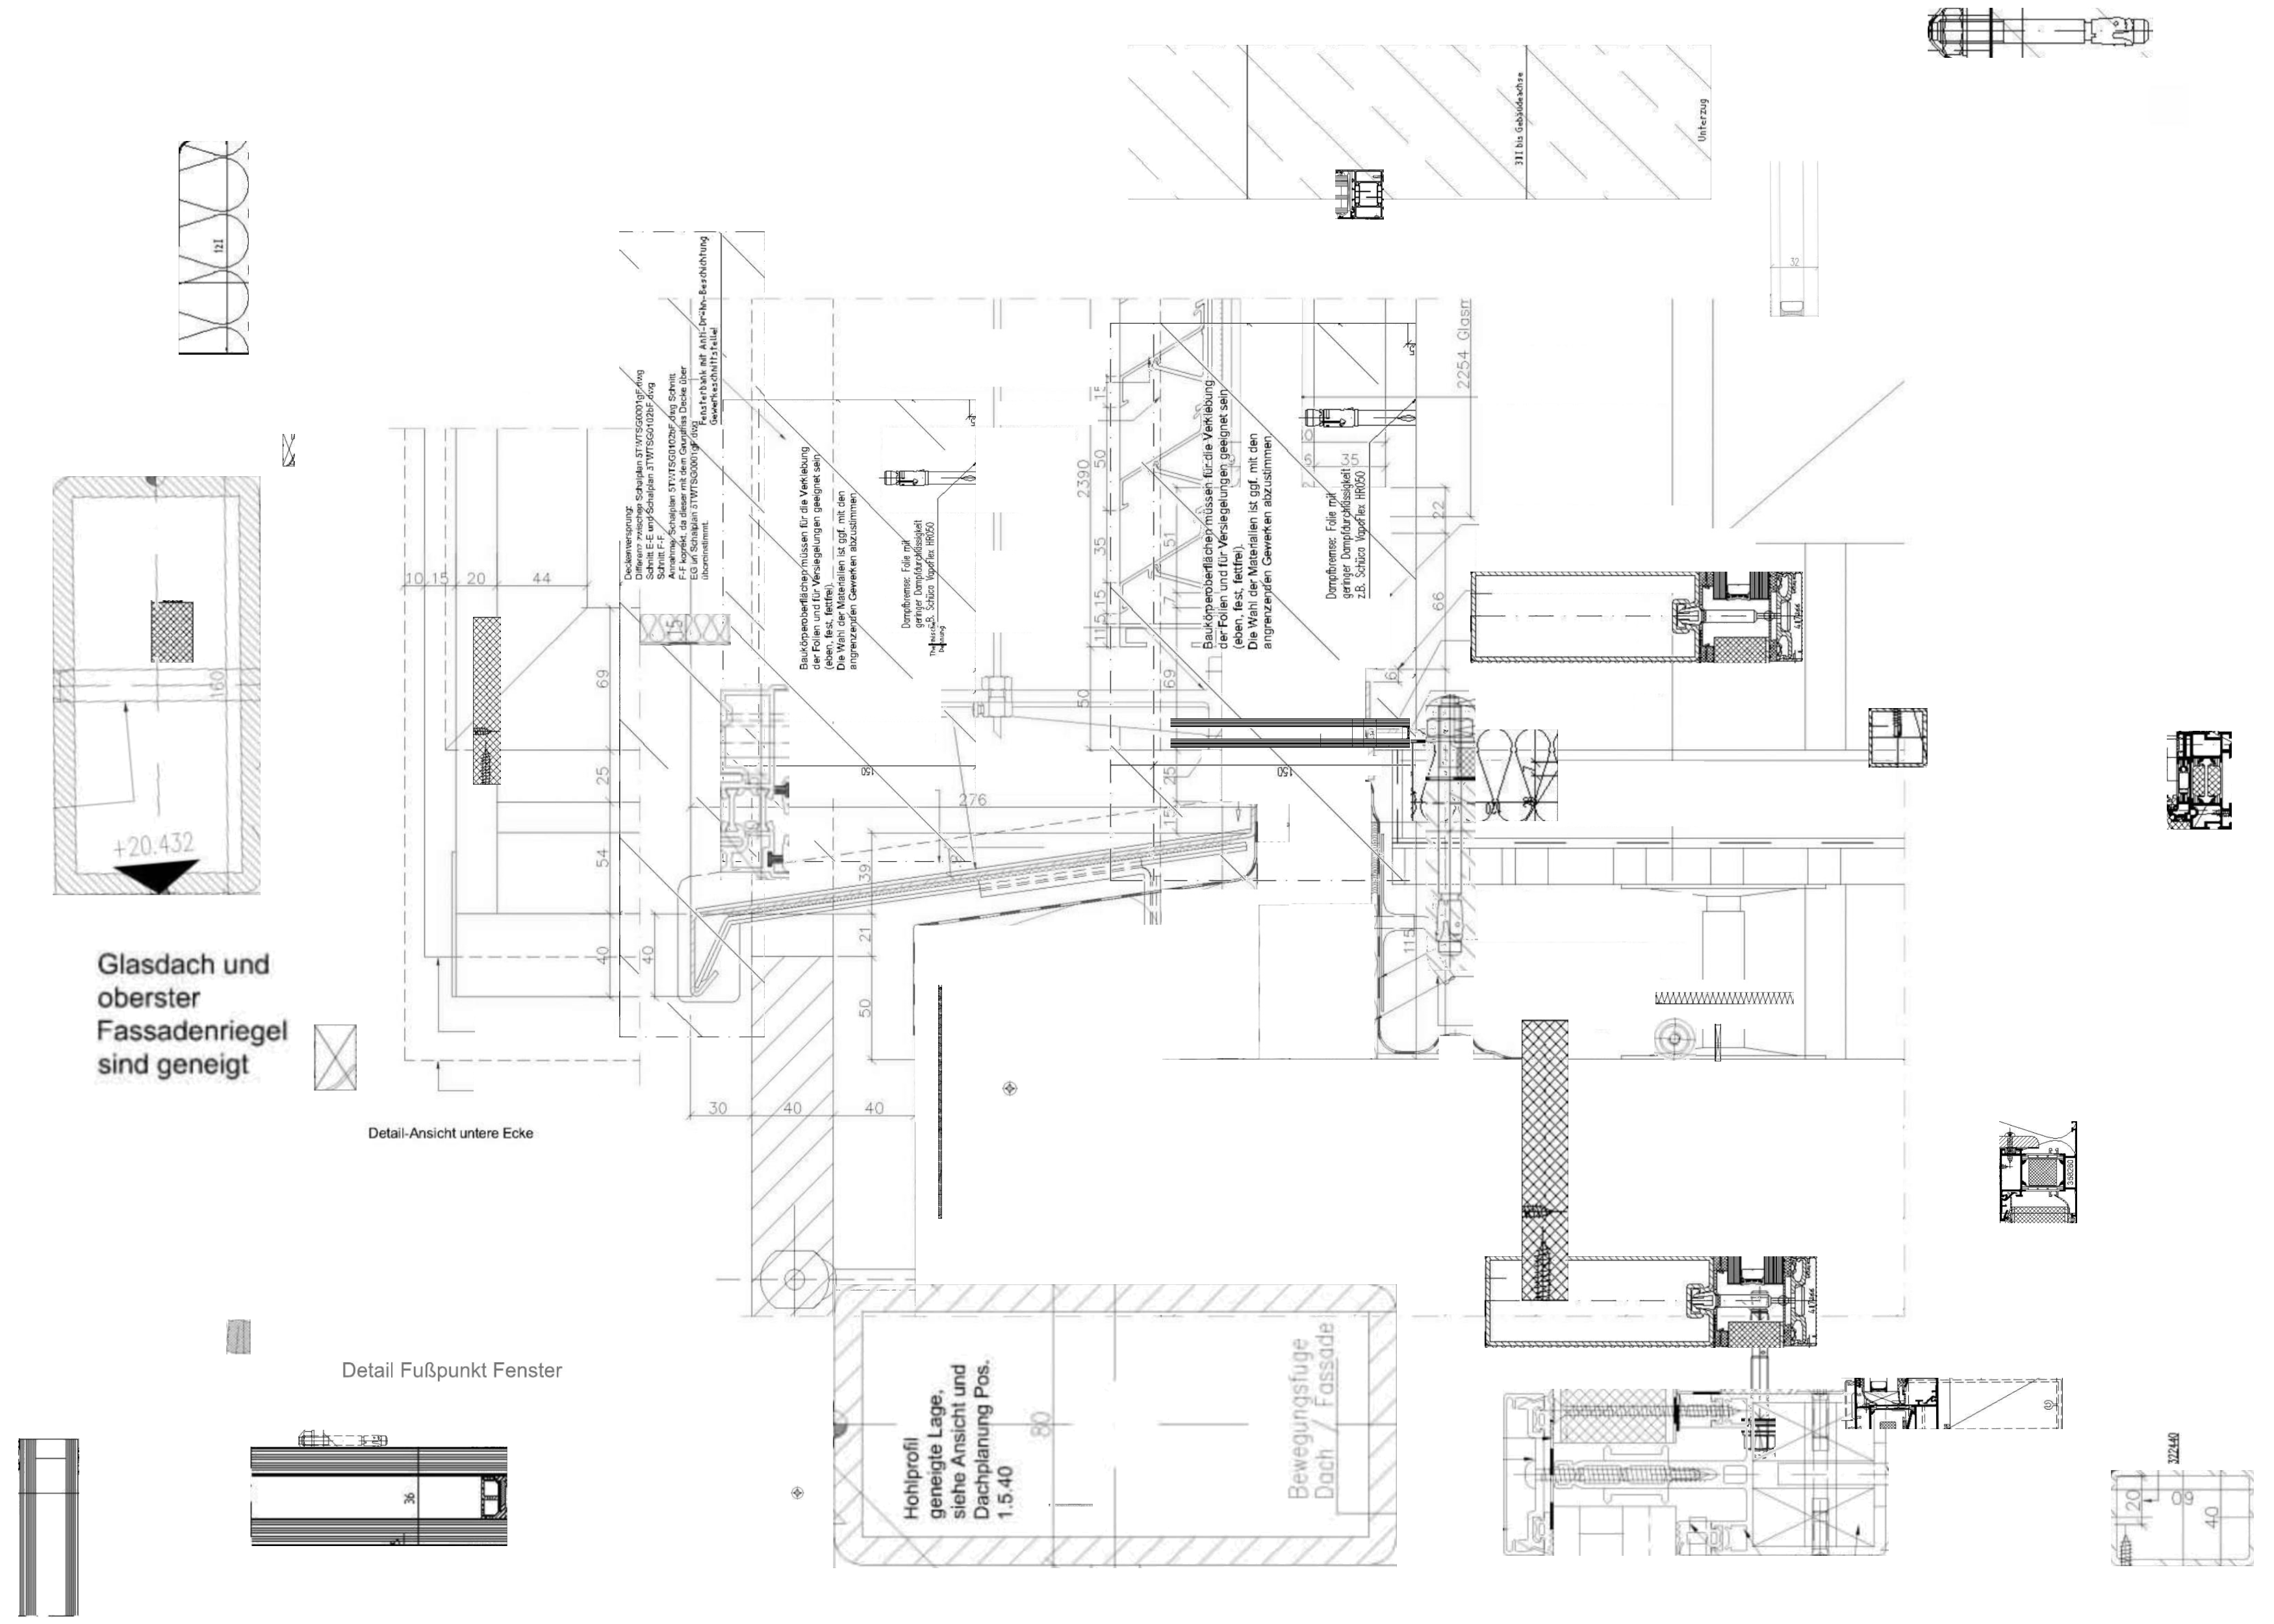 31I bis Gebäudeachse
Unterzug
12I
32
Fensterbank mit Anti-Dröhn-Beschichtung
Gewerkeschnittstelle!
Deckenversprung:
Differenz zwischen Schalplan 5TWTSG0001gF.dwg
Schnitt E-E und Schalplan 5TWTSG0102bF.dwg
Schnitt F-F.
Annahme: Schalplan 5TWTSG0102bF.dwg Schnitt
F-F korrekt, da dieser mit dem Grundriss Decke über
EG un Schalplan 5TWTSG0001gF.dwg
übereinstimmt.
Baukörperoberflächen müssen für die Verklebung
der Folien und für Versiegelungen geeignet sein
(eben, fest, fettfrei).
Die Wahl der Materialien ist ggf. mit den
angrenzenden Gewerken abzustimmen.
Dampfbremse: Folie mit
geringer Dampfdurchlässigkeit
z.B. Schüco Vapoflex HR050
Baukörperoberflächen müssen für die Verklebung
der Folien und für Versiegelungen geeignet sein
(eben, fest, fettfrei).
Die Wahl der Materialien ist ggf. mit den
angrenzenden Gewerken abzustimmen.
Dampfbremse: Folie mit
geringer Dampfdurchlässigkeit
z.B. Schüco Vapoflex HR050
2254 Glasm
2390
15
50
35
15
115
51
7
69
50
25
15
35
22
66
6
10
15
20
44
69
25
54
40
40
115
150
150
276
39
21
50
160
+20.432
115
30
40
40
Glasdach und
oberster
Fassadenriegel
sind geneigt
Detail-Ansicht untere Ecke
Detail Fußpunkt Fenster
36
Hohlprofil
geneigte Lage,
siehe Ansicht und
Dachplanung Pos.
1.5.40
80
Bewegungsfuge
Dach / Fassade
358280
322440
20
60
40